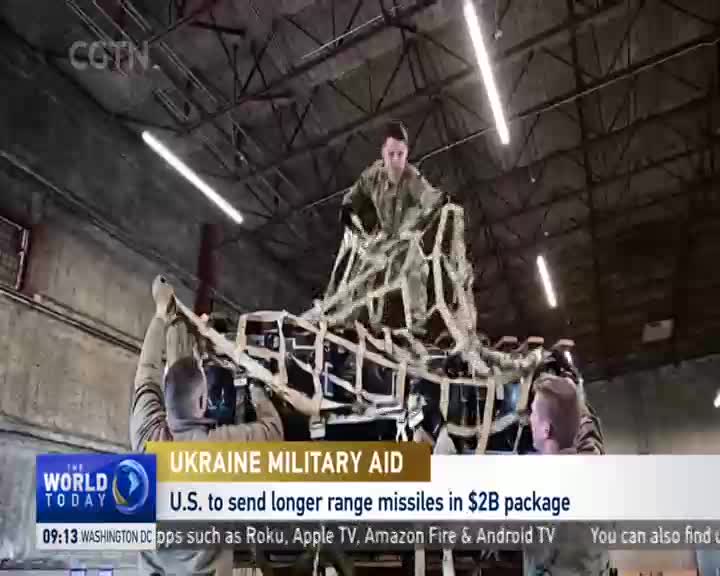 CGTN
UKRAINE MILITARY AID
THE
WORLD
TODAY
U.S. to send longer range missiles in $2B package
09:13 WASHINGTON DC
pps such as Roku, Apple TV, Amazon Fire & Android TV You can also find